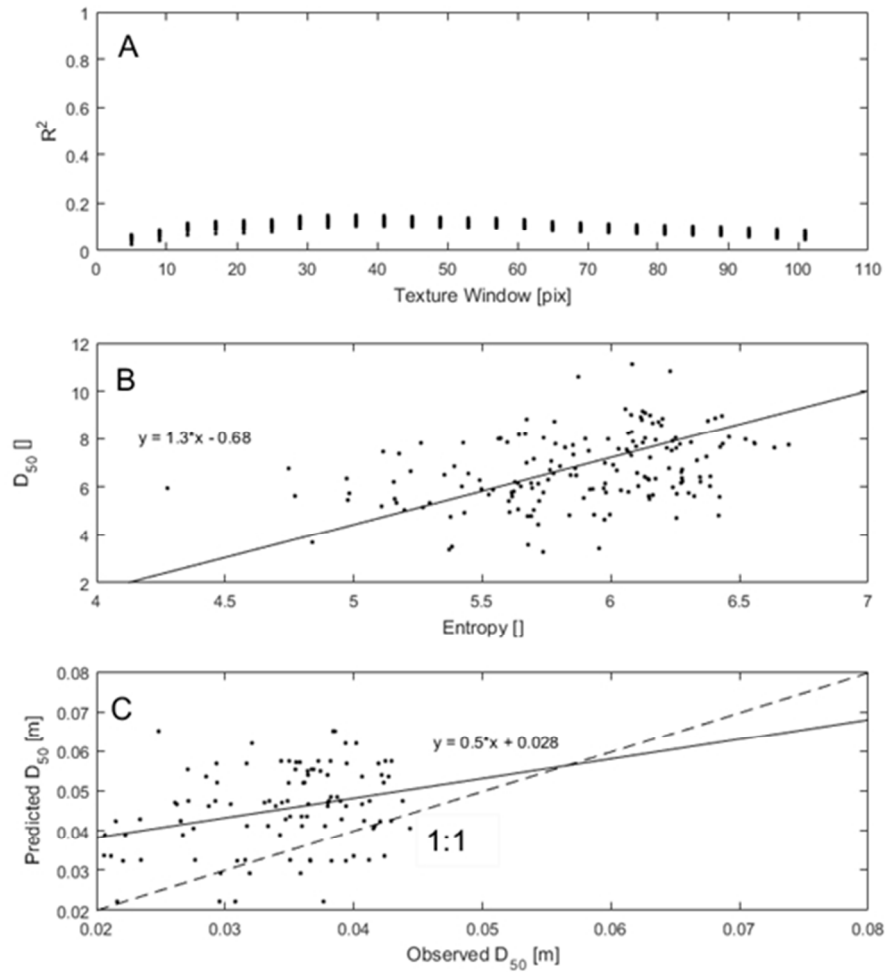 A
R²
1
0.8
0.6
0.4
0.2
0
0 10 20 30 40 50 60 70 80 90 100 110
Texture Window [pix]
B
y = 1.3*x - 0.68
D₅₀ []
12
10
8
6
4
2
4 4.5 5 5.5 6 6.5 7
Entropy []
C
y = 0.5*x + 0.028
1:1
Predicted D₅₀ [m]
0.08
0.07
0.06
0.05
0.04
0.03
0.02
0.02 0.03 0.04 0.05 0.06 0.07 0.08
Observed D₅₀ [m]